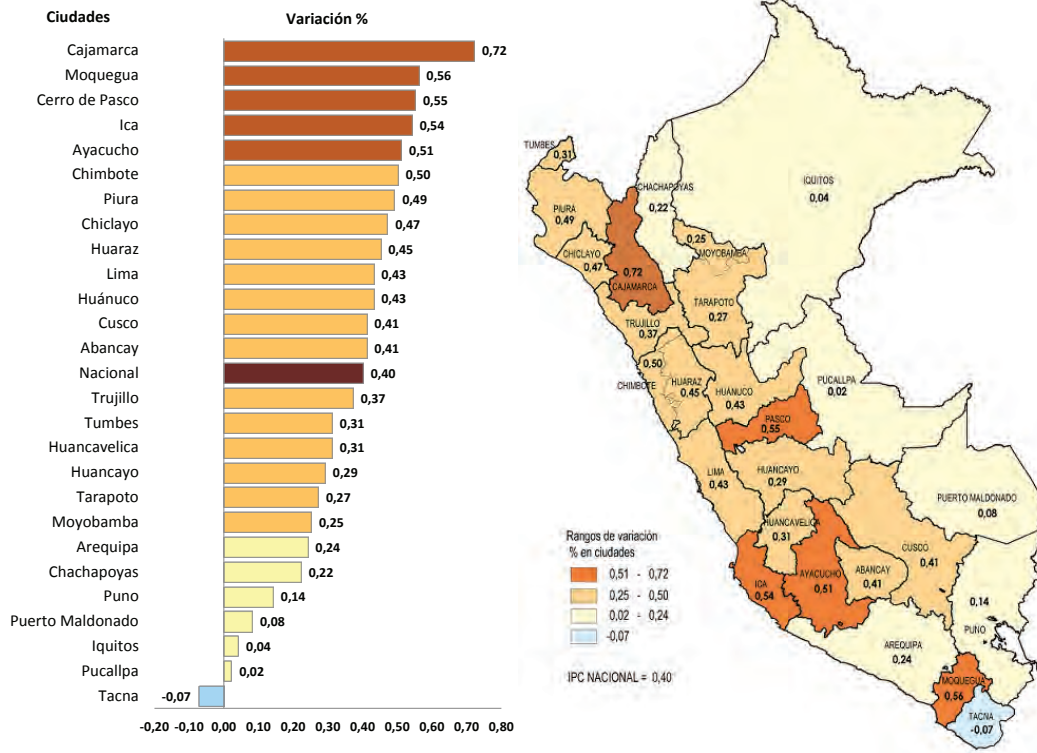 Ciudades Variación %
Cajamarca 0,72
Moquegua 0,56
Cerro de Pasco 0,55
Ica 0,54
Ayacucho 0,51
Chimbote 0,50
Piura 0,49
Chiclayo 0,47
Huaraz 0,45
Lima 0,43
Huánuco 0,43
Cusco 0,41
Abancay 0,41
Nacional 0,40
Trujillo 0,37
Tumbes 0,31
Huancavelica 0,31
Huancayo 0,29
Tarapoto 0,27
Moyobamba 0,25
Arequipa 0,24
Chachapoyas 0,22
Puno 0,14
Puerto Maldonado 0,08
Iquitos 0,04
Pucallpa 0,02
Tacna -0,07
-0,20 -0,10 0,00 0,10 0,20 0,30 0,40 0,50 0,60 0,70 0,80
TUMBES
0,31
PIURA
0,49
CHICLAYO
0,47
0,72
CAJAMARCA
CHACHAPOYAS
0,22
IQUITOS
0,04
0,25
MOYOBAMBA
TARAPOTO
0,27
TRUJILLO
0,37
0,50
CHIMBOTE
HUARAZ
0,45
HUÁNUCO
0,43
PUCALLPA
0,02
PASCO
0,55
LIMA
0,43
HUANCAYO
0,29
PUERTO MALDONADO
0,08
HUANCAVELICA
0,31
CUSCO
0,41
ICA
0,54
AYACUCHO
0,51
ABANCAY
0,41
0,14
PUNO
AREQUIPA
0,24
MOQUEGUA
0,56
TACNA
-0,07
Rangos de variación
% en ciudades
0,51 - 0,72
0,25 - 0,50
0,02 - 0,24
-0,07
IPC NACIONAL = 0,40